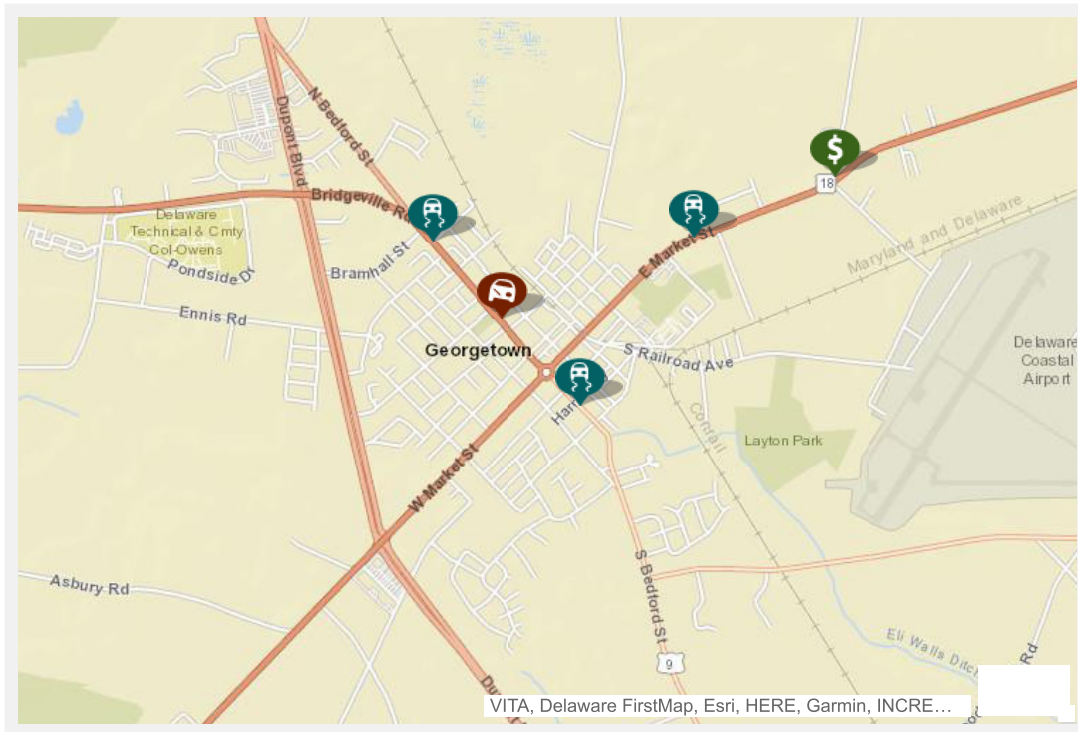 N Bedford St
Dupont Blvd
$
18
Bridgeville R
Delaware
Technical & Cmty
Col-Owens
E Market St
Maryland and Delaware
Bramhall St
Pondside Dr
Ennis Rd
Georgetown
S Railroad Ave
Delaware
Coastal
Airport
Conrail
Layton Park
W Market St
S Bedford St
Asbury Rd
Eli Walls Ditch
Rd
9
VITA, Delaware FirstMap, Esri, HERE, Garmin, INCRE…